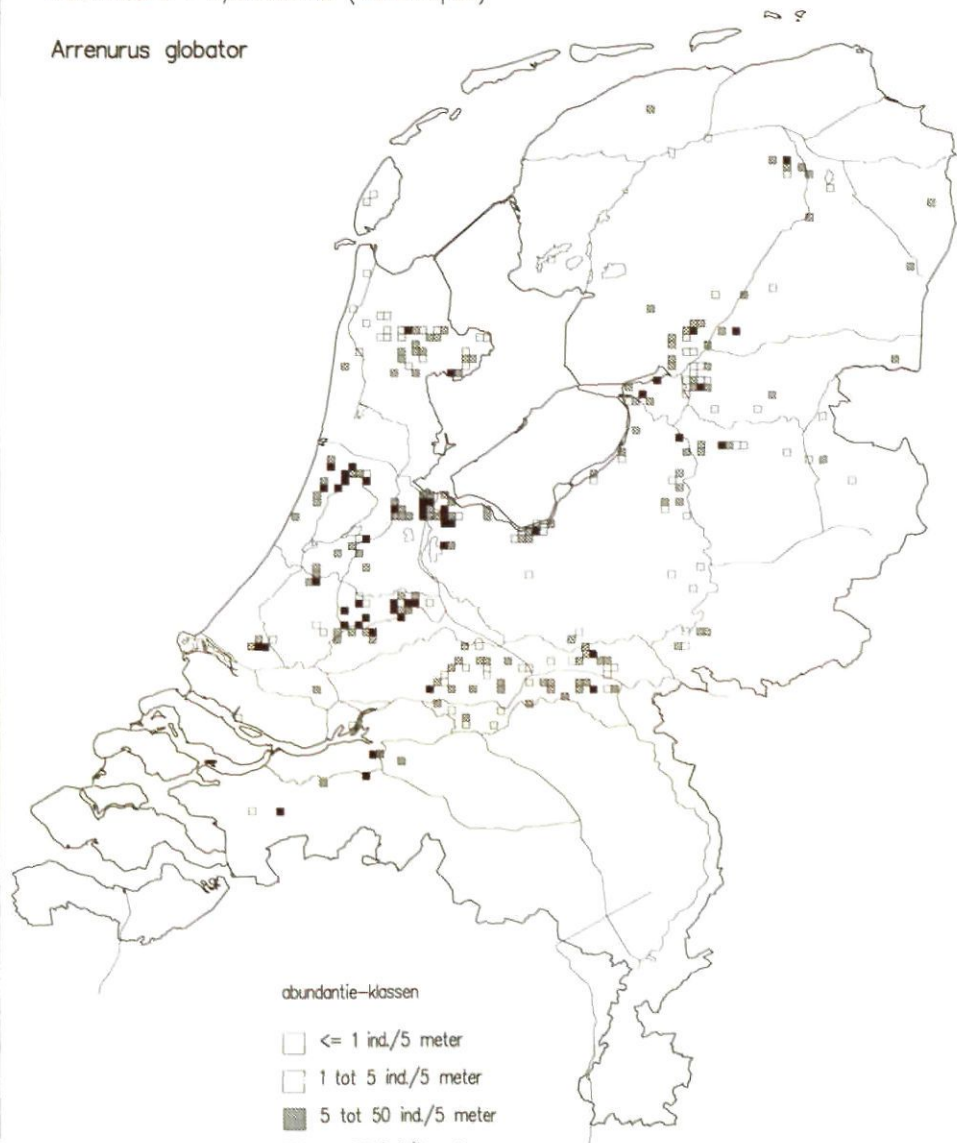 Arrenurus globator
abundantie-klassen
<= 1 ind./5 meter
1 tot 5 ind./5 meter
5 tot 50 ind./5 meter